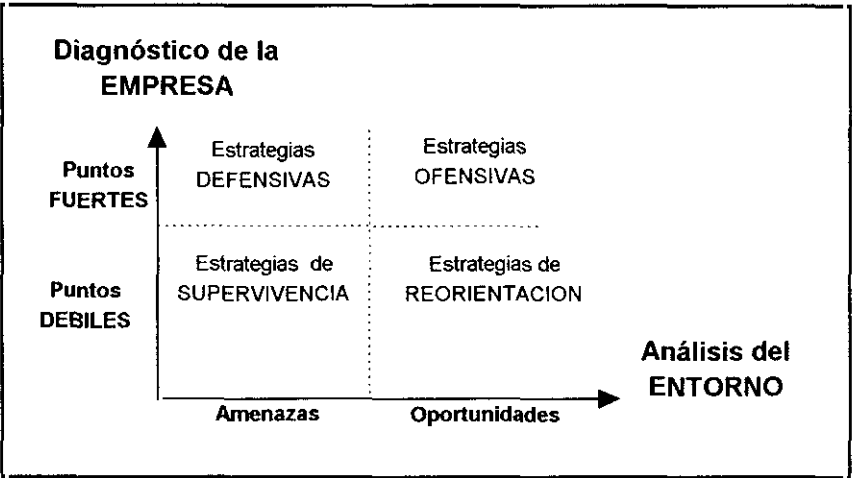 Diagnóstico de la
EMPRESA
Puntos
FUERTES
Estrategias
DEFENSIVAS
Estrategias
OFENSIVAS
Puntos
DEBILES
Estrategias de
SUPERVIVENCIA
Estrategias de
REORIENTACION
Análisis del
ENTORNO
Amenazas
Oportunidades